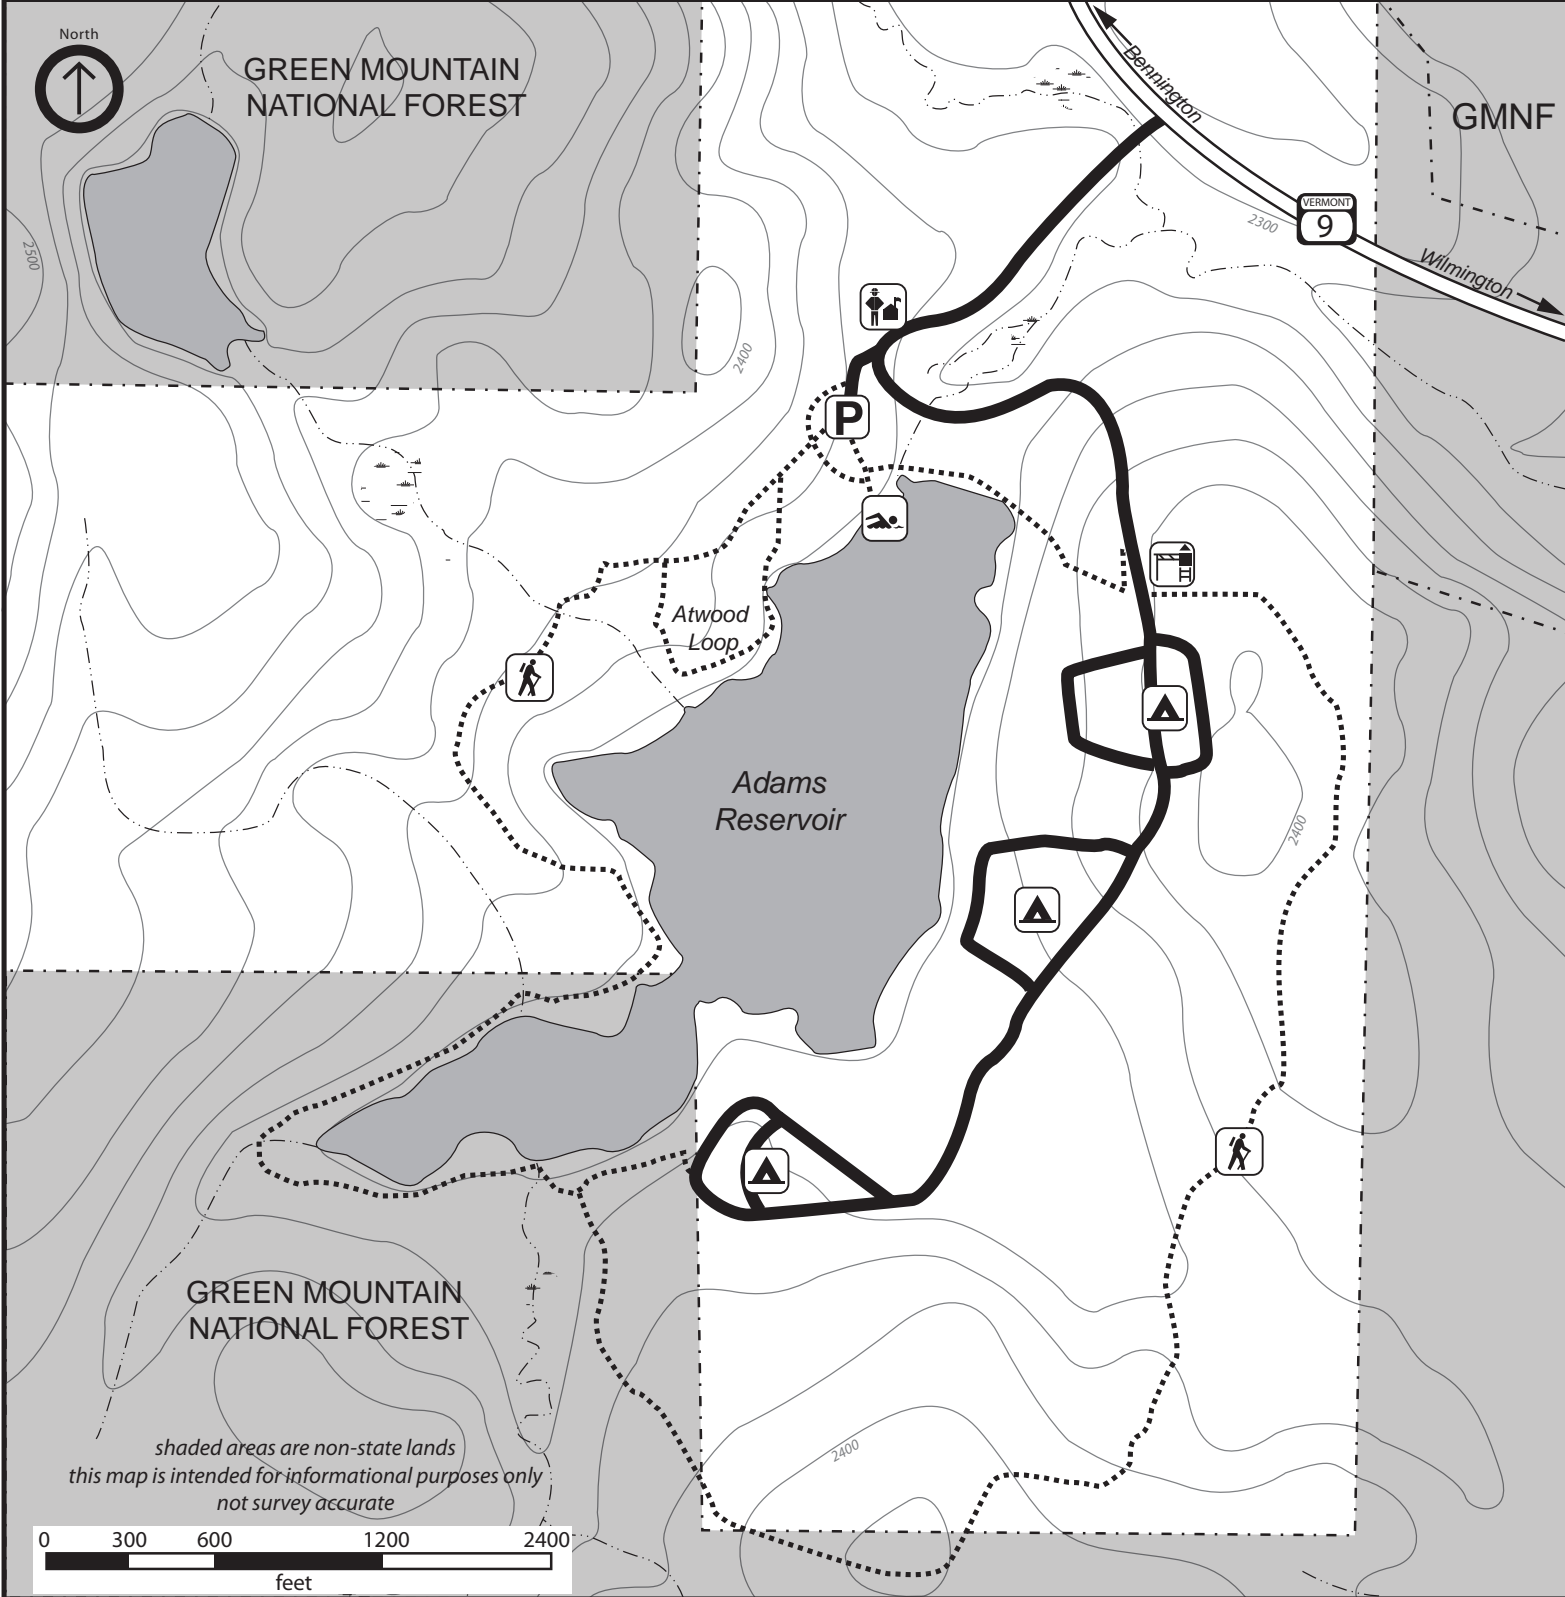 North
GREEN MOUNTAIN
NATIONAL FOREST
Bennington
GMNF
VERMONT
9
2300
Wilmington
2500
2400
P
Atwood
Loop
Adams
Reservoir
2400
GREEN MOUNTAIN
NATIONAL FOREST
2400
shaded areas are non-state lands
this map is intended for informational purposes only
not survey accurate
0 300 600 1200 2400
feet